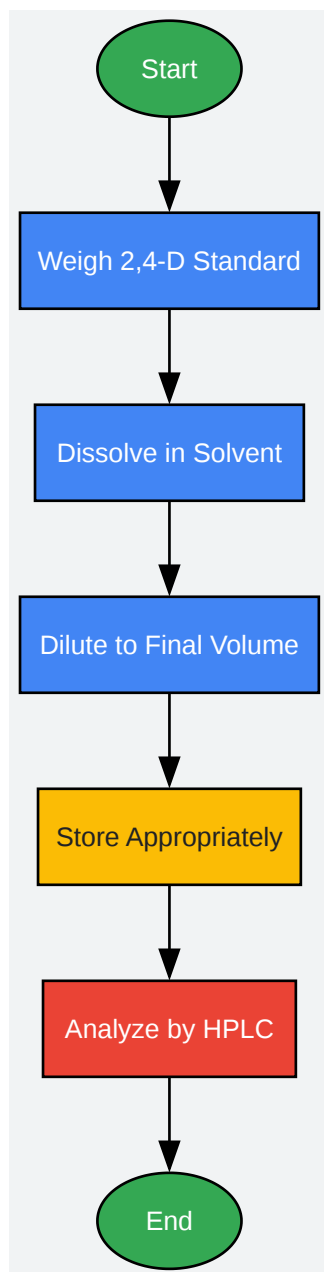 Start
Weigh 2,4-D Standard
Dissolve in Solvent
Dilute to Final Volume
Store Appropriately
Analyze by HPLC
End